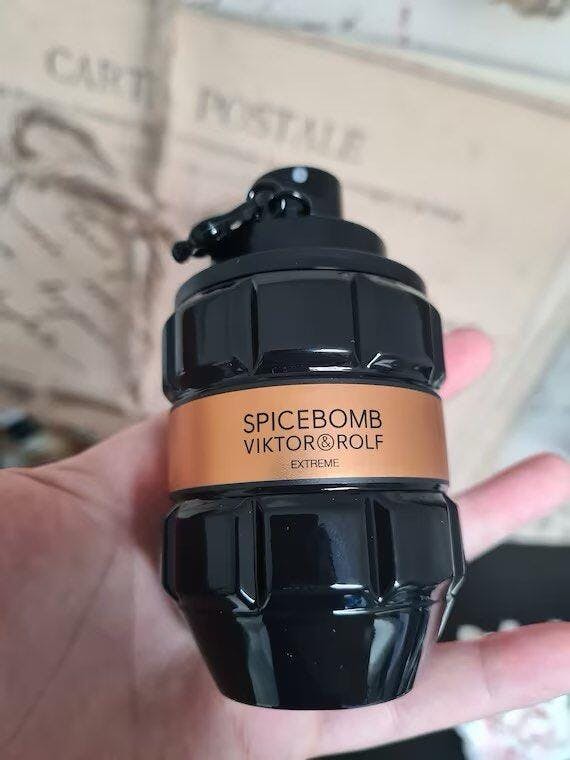 CARTE POSTALE
SPICEBOMB
VIKTOR&ROLF
EXTREME